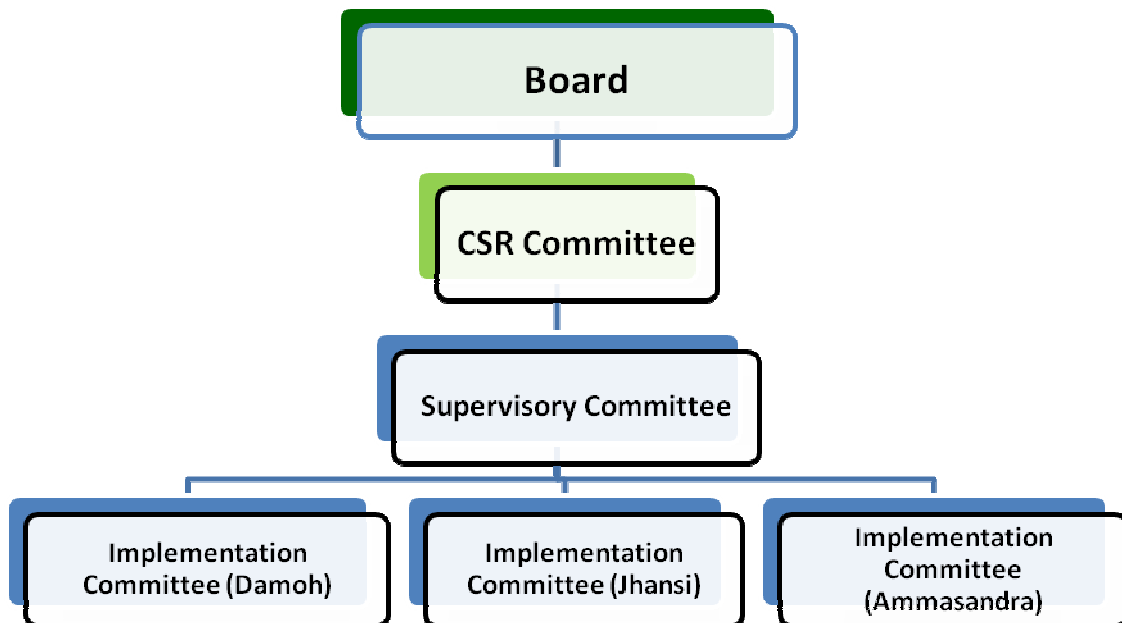 Board
CSR Committee
Supervisory Committee
Implementation
Committee (Damoh)
Implementation
Committee (Jhansi)
Implementation
Committee
(Ammasandra)